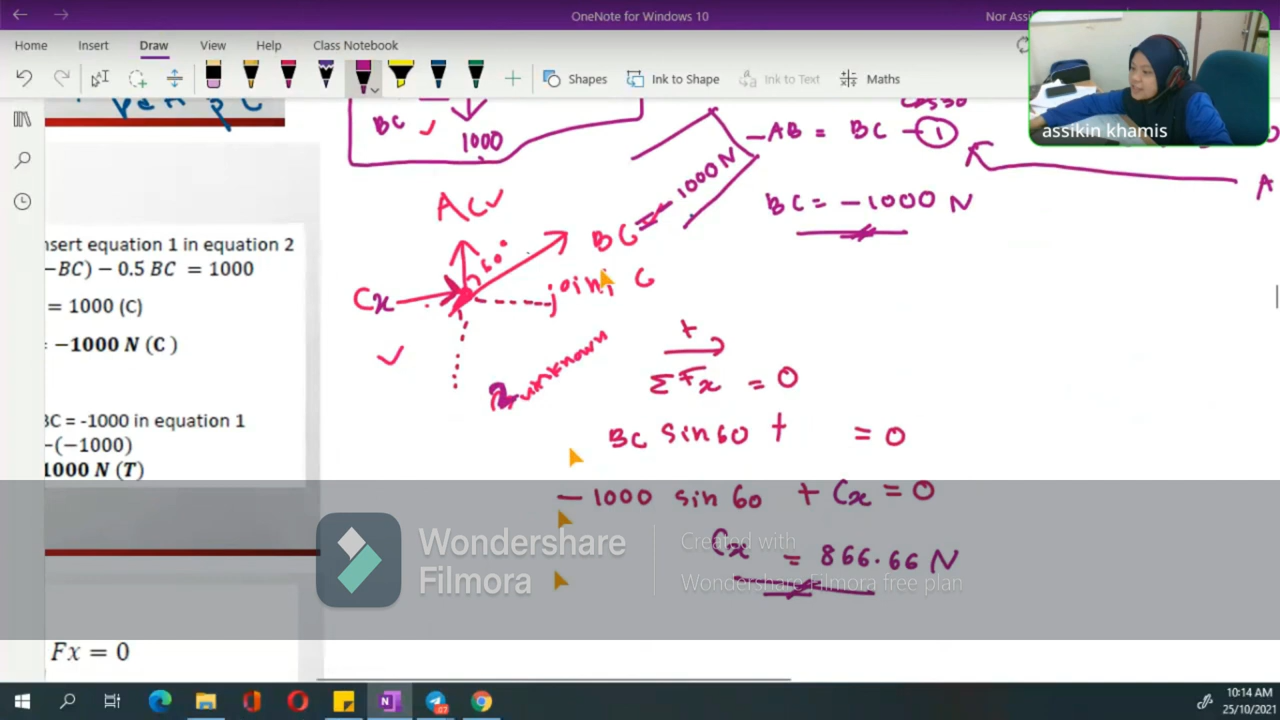 OneNote for Windows 10
Nor Assi
Home Insert Draw View Help Class Notebook
Shapes Ink to Shape Ink to Text Maths
assikin khamis
BC
1000
-AB = BC - 1
BC = -1000 N
1000 N
nsert equation 1 in equation 2
-BC) − 0.5 BC = 1000
= 1000 (C)
= −1000 N (C )
BC = -1000 in equation 1
-(−1000)
1000 N (T)
Fx = 0
AC
60°
BC
Cx
joint C
2 unknown
+
ΣFx = 0
BC sin60 + = 0
- 1000 sin 60 + Cx = 0
Cx = 866.66 N
Wondershare
Filmora
Created with
Wondershare Filmora free plan
10:14 AM
25/10/2021